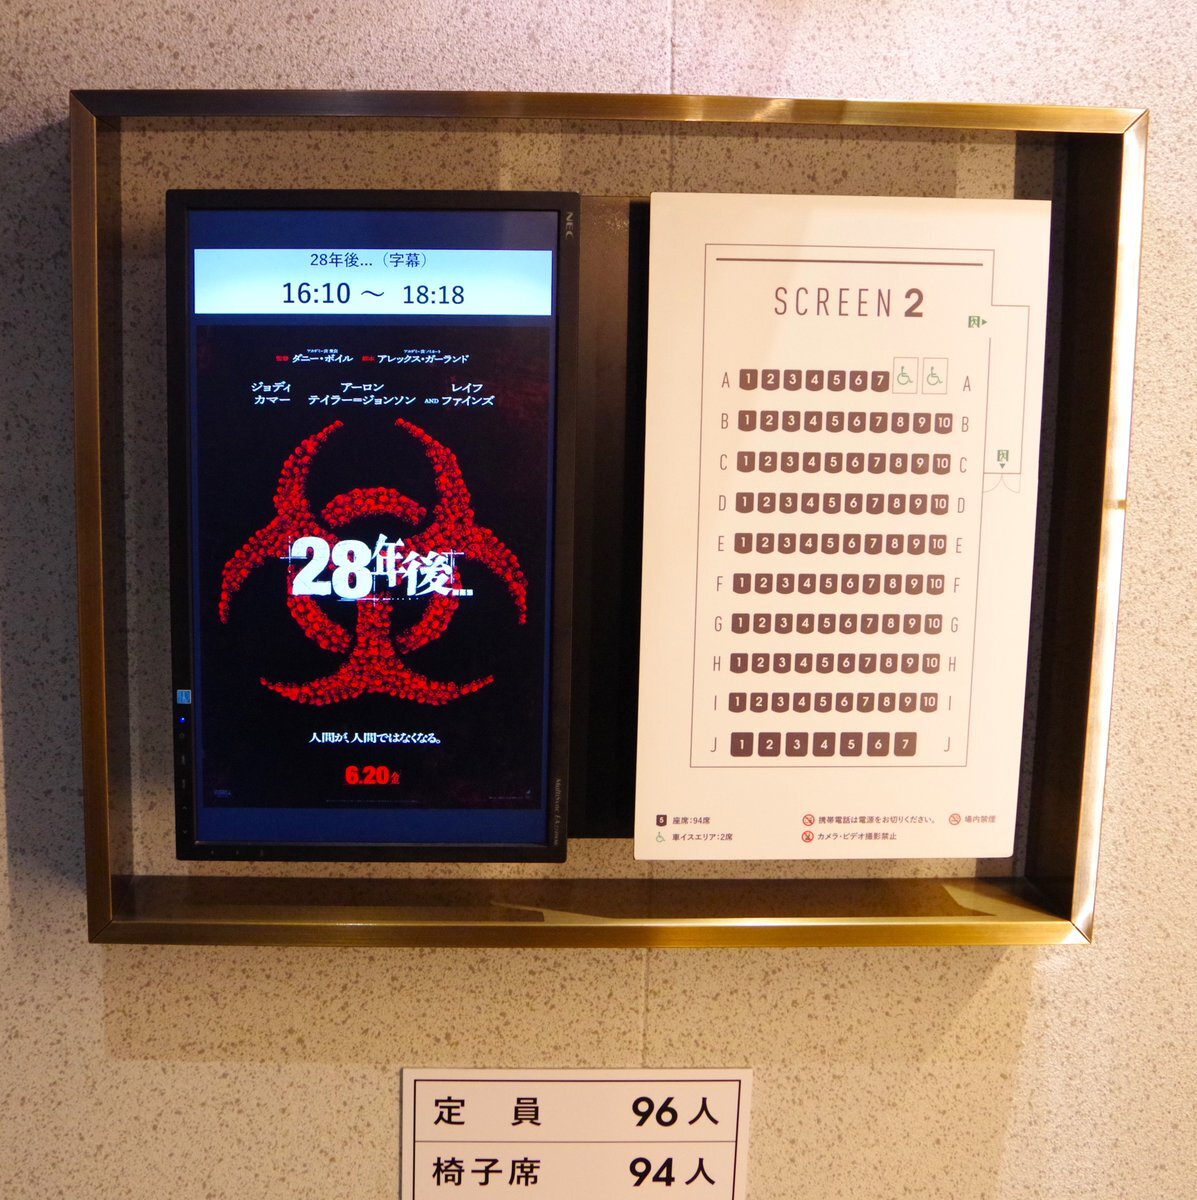 NEC
28年後...（字幕）
16:10 ～ 18:18
監督 ダニー・ボイル 脚本 アレックス・ガーランド
ジョディ アーロン レイフ
カマー テイラー=ジョンソン AND ファインズ
28年後...
人間が、人間ではなくなる。
6.20 金
SCREEN 2
A 1 2 3 4 5 6 7 A
B 1 2 3 4 5 6 7 8 9 10 B
C 1 2 3 4 5 6 7 8 9 10 C
D 1 2 3 4 5 6 7 8 9 10 D
E 1 2 3 4 5 6 7 8 9 10 E
F 1 2 3 4 5 6 7 8 9 10 F
G 1 2 3 4 5 6 7 8 9 10 G
H 1 2 3 4 5 6 7 8 9 10 H
I 1 2 3 4 5 6 7 8 9 10 I
J 1 2 3 4 5 6 7 J
5 座席：94席 携帯電話は電源をお切りください。 場内禁煙
車イスエリア：2席 カメラ・ビデオ撮影禁止
定員 96人
椅子席 94人